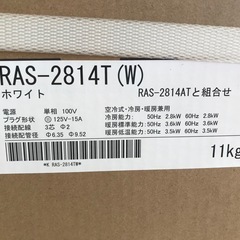 RAS-2814T(W)
ホワイト RAS-2814ATと組合せ
電源 単相 100V
プラグ形状 125V-15A
接続配線 3芯 Φ2
接続配管径 Φ6.35 Φ9.52
空冷式・冷房・暖房兼用
冷房能力: 50Hz 2.8kW 60Hz 2.8kW
暖房標準能力: 50Hz 3.6kW 60Hz 3.6kW
暖房低温能力: 50Hz 3.5kW 60Hz 3.5kW
*K RAS-2814TW*
11kg